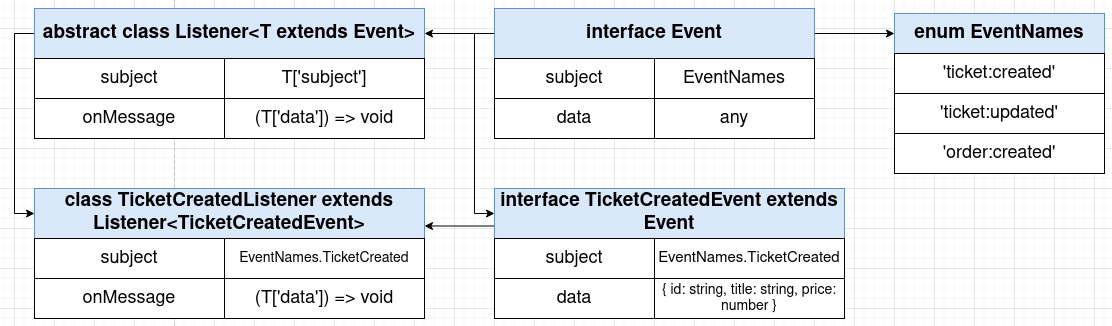 abstract class Listener<T extends Event>
subject
T['subject']
onMessage
(T['data']) => void
interface Event
subject
EventNames
data
any
enum EventNames
'ticket:created'
'ticket:updated'
'order:created'
class TicketCreatedListener extends
Listener<TicketCreatedEvent>
subject
EventNames.TicketCreated
onMessage
(T['data']) => void
interface TicketCreatedEvent extends
Event
subject
EventNames.TicketCreated
data
{ id: string, title: string, price:
number }